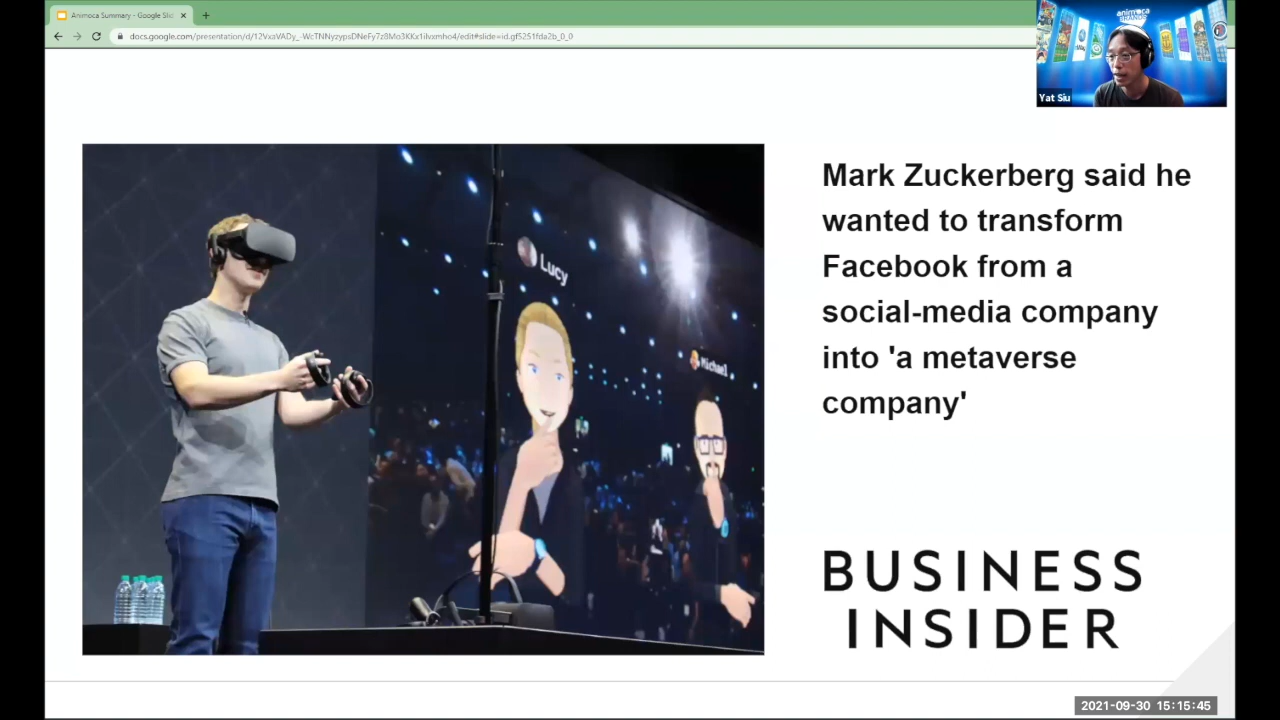 Animoca Summary - Google Slid
docs.google.com/presentation/d/12VxaVADy_-WcTNNyzypsDNeFy7z8Mo3KKx1iIvxmho4/edit#slide=id.gf5251fda2b_0_0
animoca
BRANDS
Yat Siu
Lucy
Michael
Mark Zuckerberg said he
wanted to transform
Facebook from a
social-media company
into 'a metaverse
company'
BUSINESS
INSIDER
2021-09-30 15:15:45